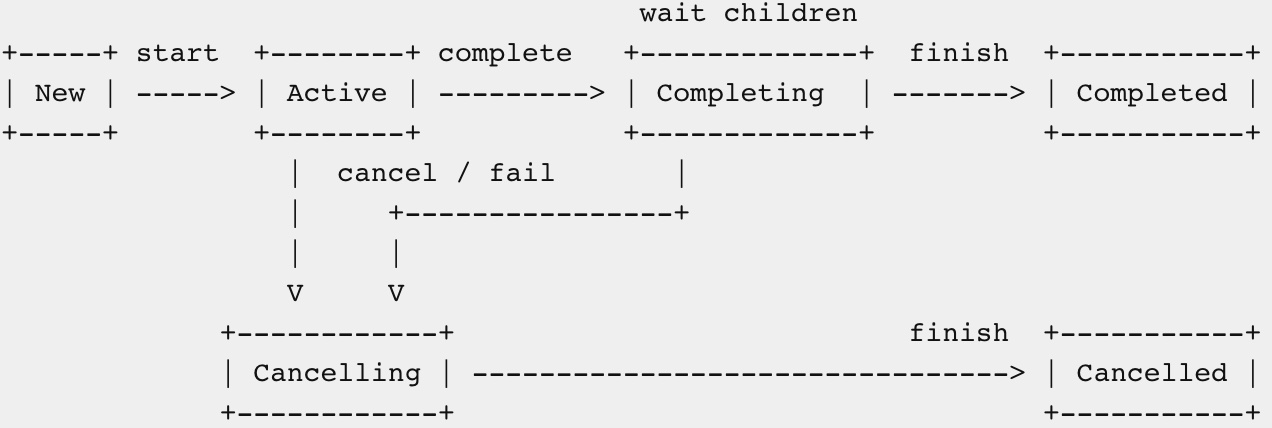 wait children
+-----+ start  +--------+ complete   +-------------+  finish  +-----------+
| New | -----> | Active | ---------> | Completing  | -------> | Completed |
+-----+        +--------+            +-------------+          +-----------+
                 |  cancel / fail       |
                 |     +----------------+
                 |     |
                 V     V
             +------------+                           finish  +-----------+
             | Cancelling | --------------------------------> | Cancelled |
             +------------+                                   +-----------+